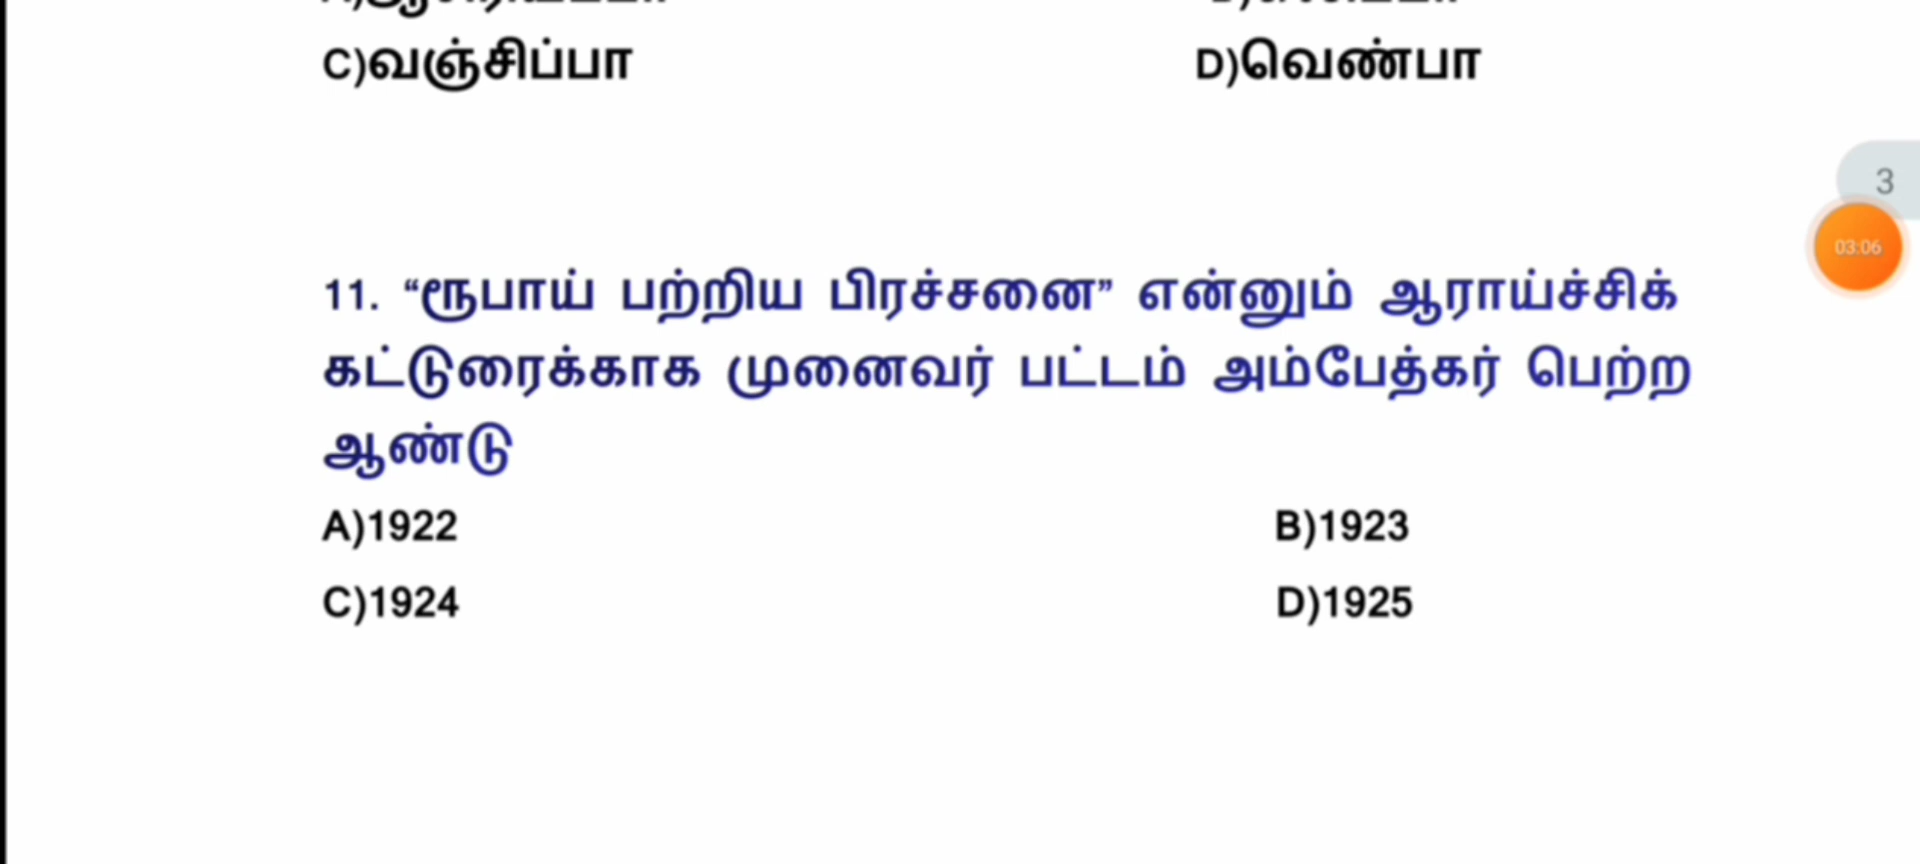 C)வஞ்சிப்பா D)வெண்பா
3
03:06
11. “ரூபாய் பற்றிய பிரச்சனை” என்னும் ஆராய்ச்சிக்
கட்டுரைக்காக முனைவர் பட்டம் அம்பேத்கர் பெற்ற
ஆண்டு
A)1922 B)1923
C)1924 D)1925